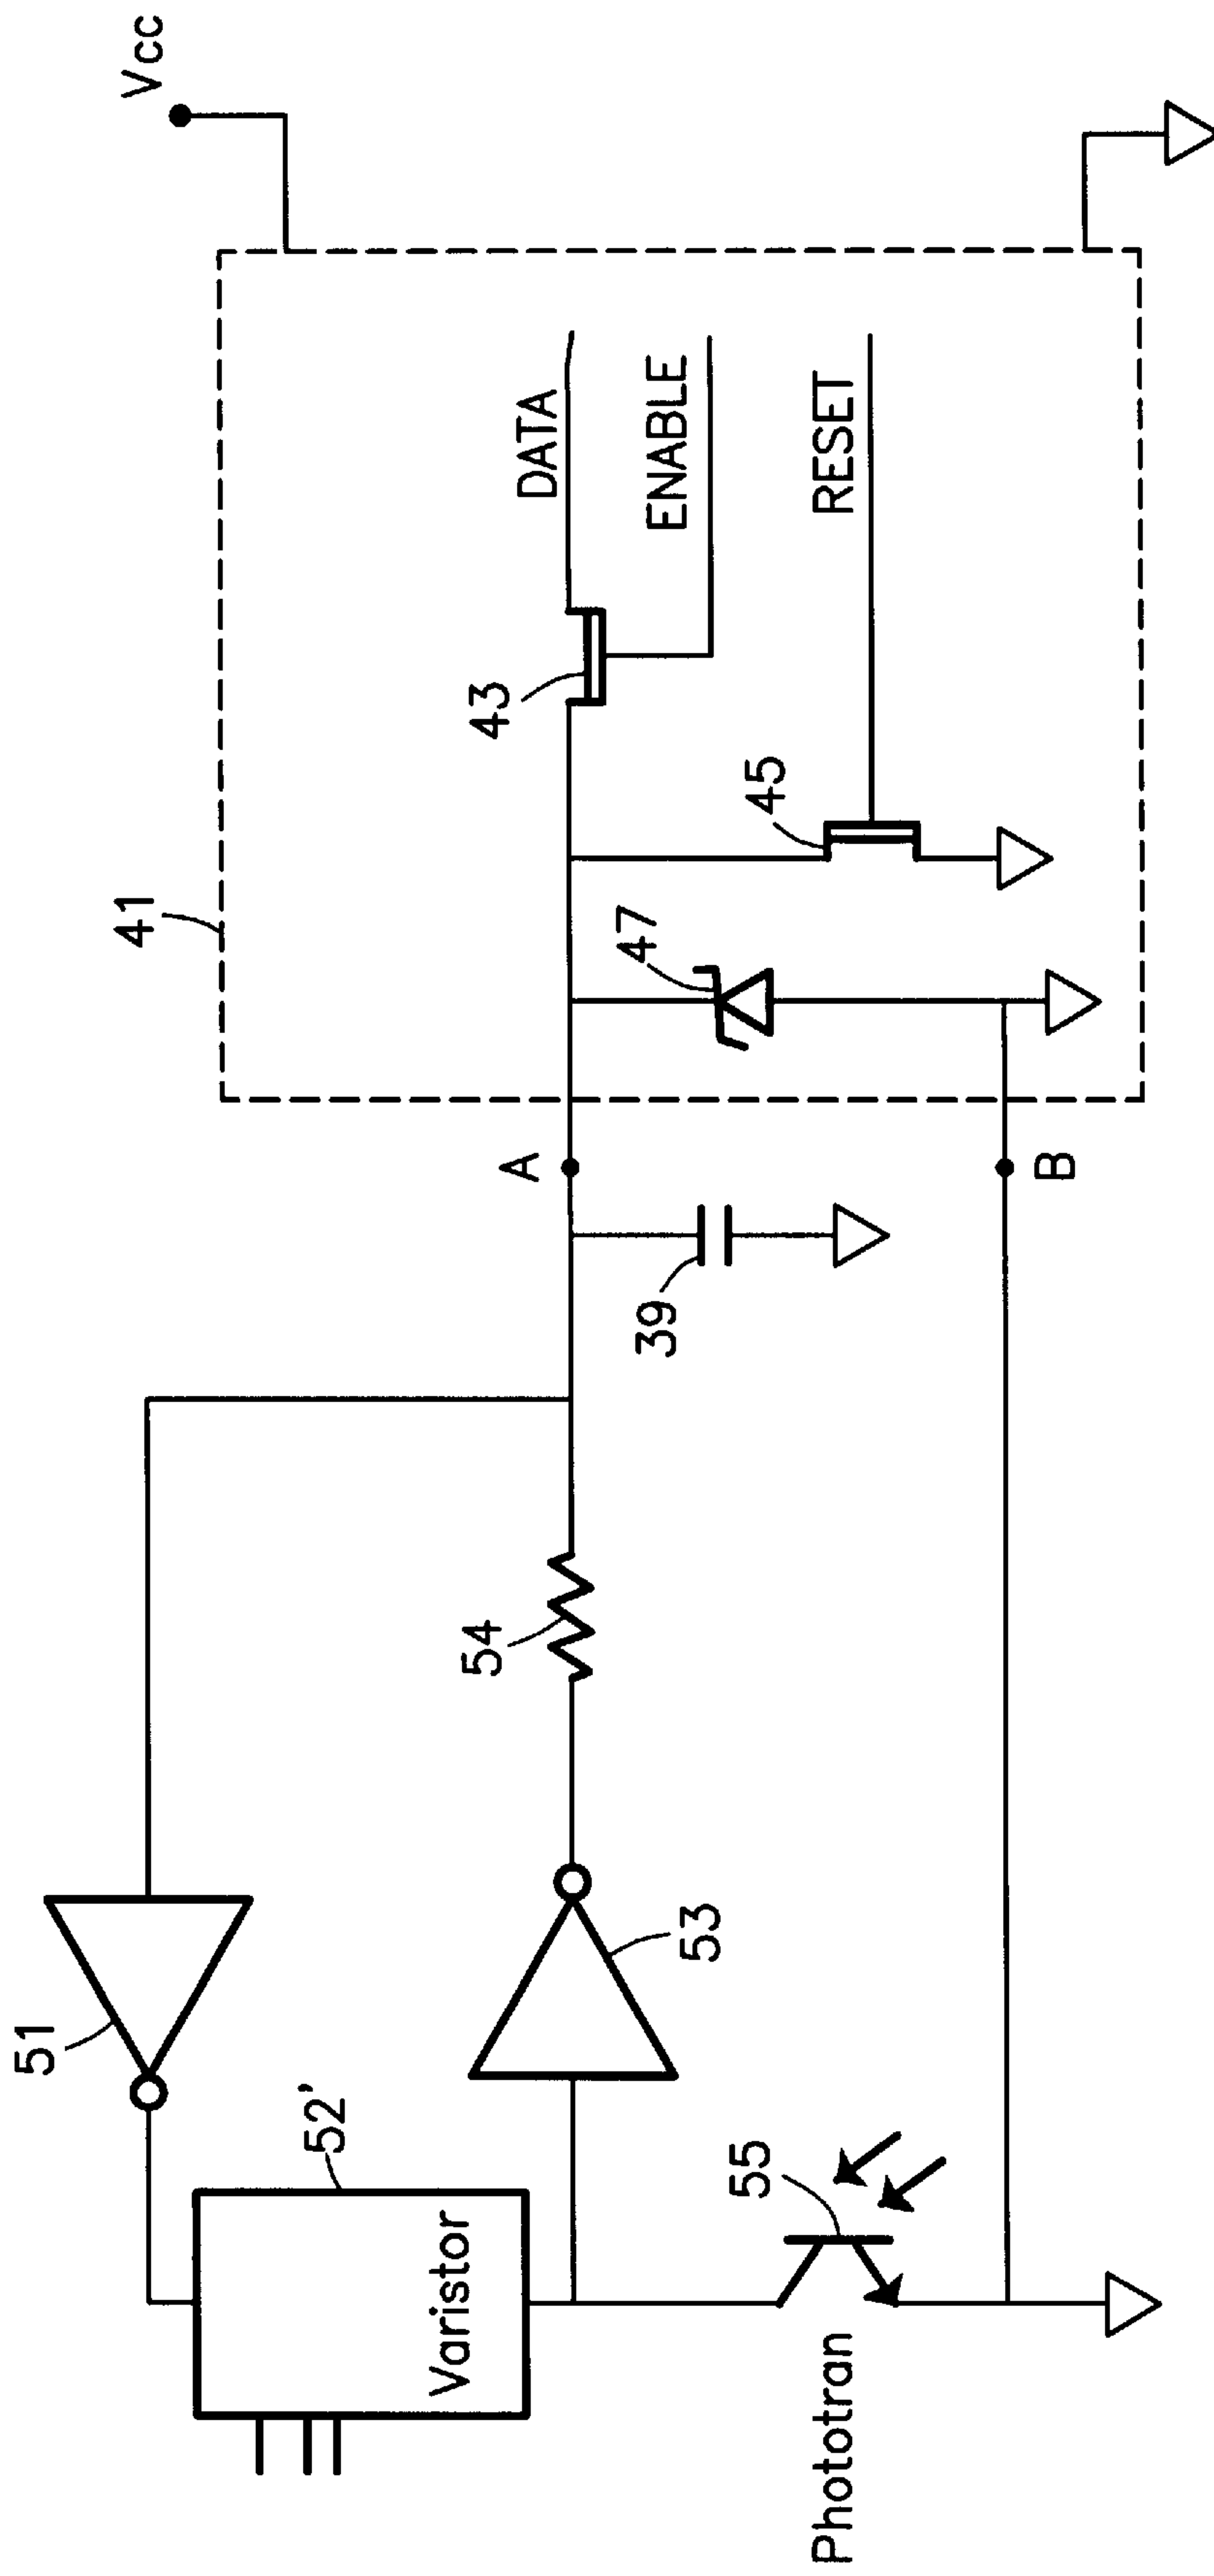 51
52'
Varistor
53
54
Phototran
55
39
A
B
41
Vcc
43
45
47
DATA
ENABLE
RESET